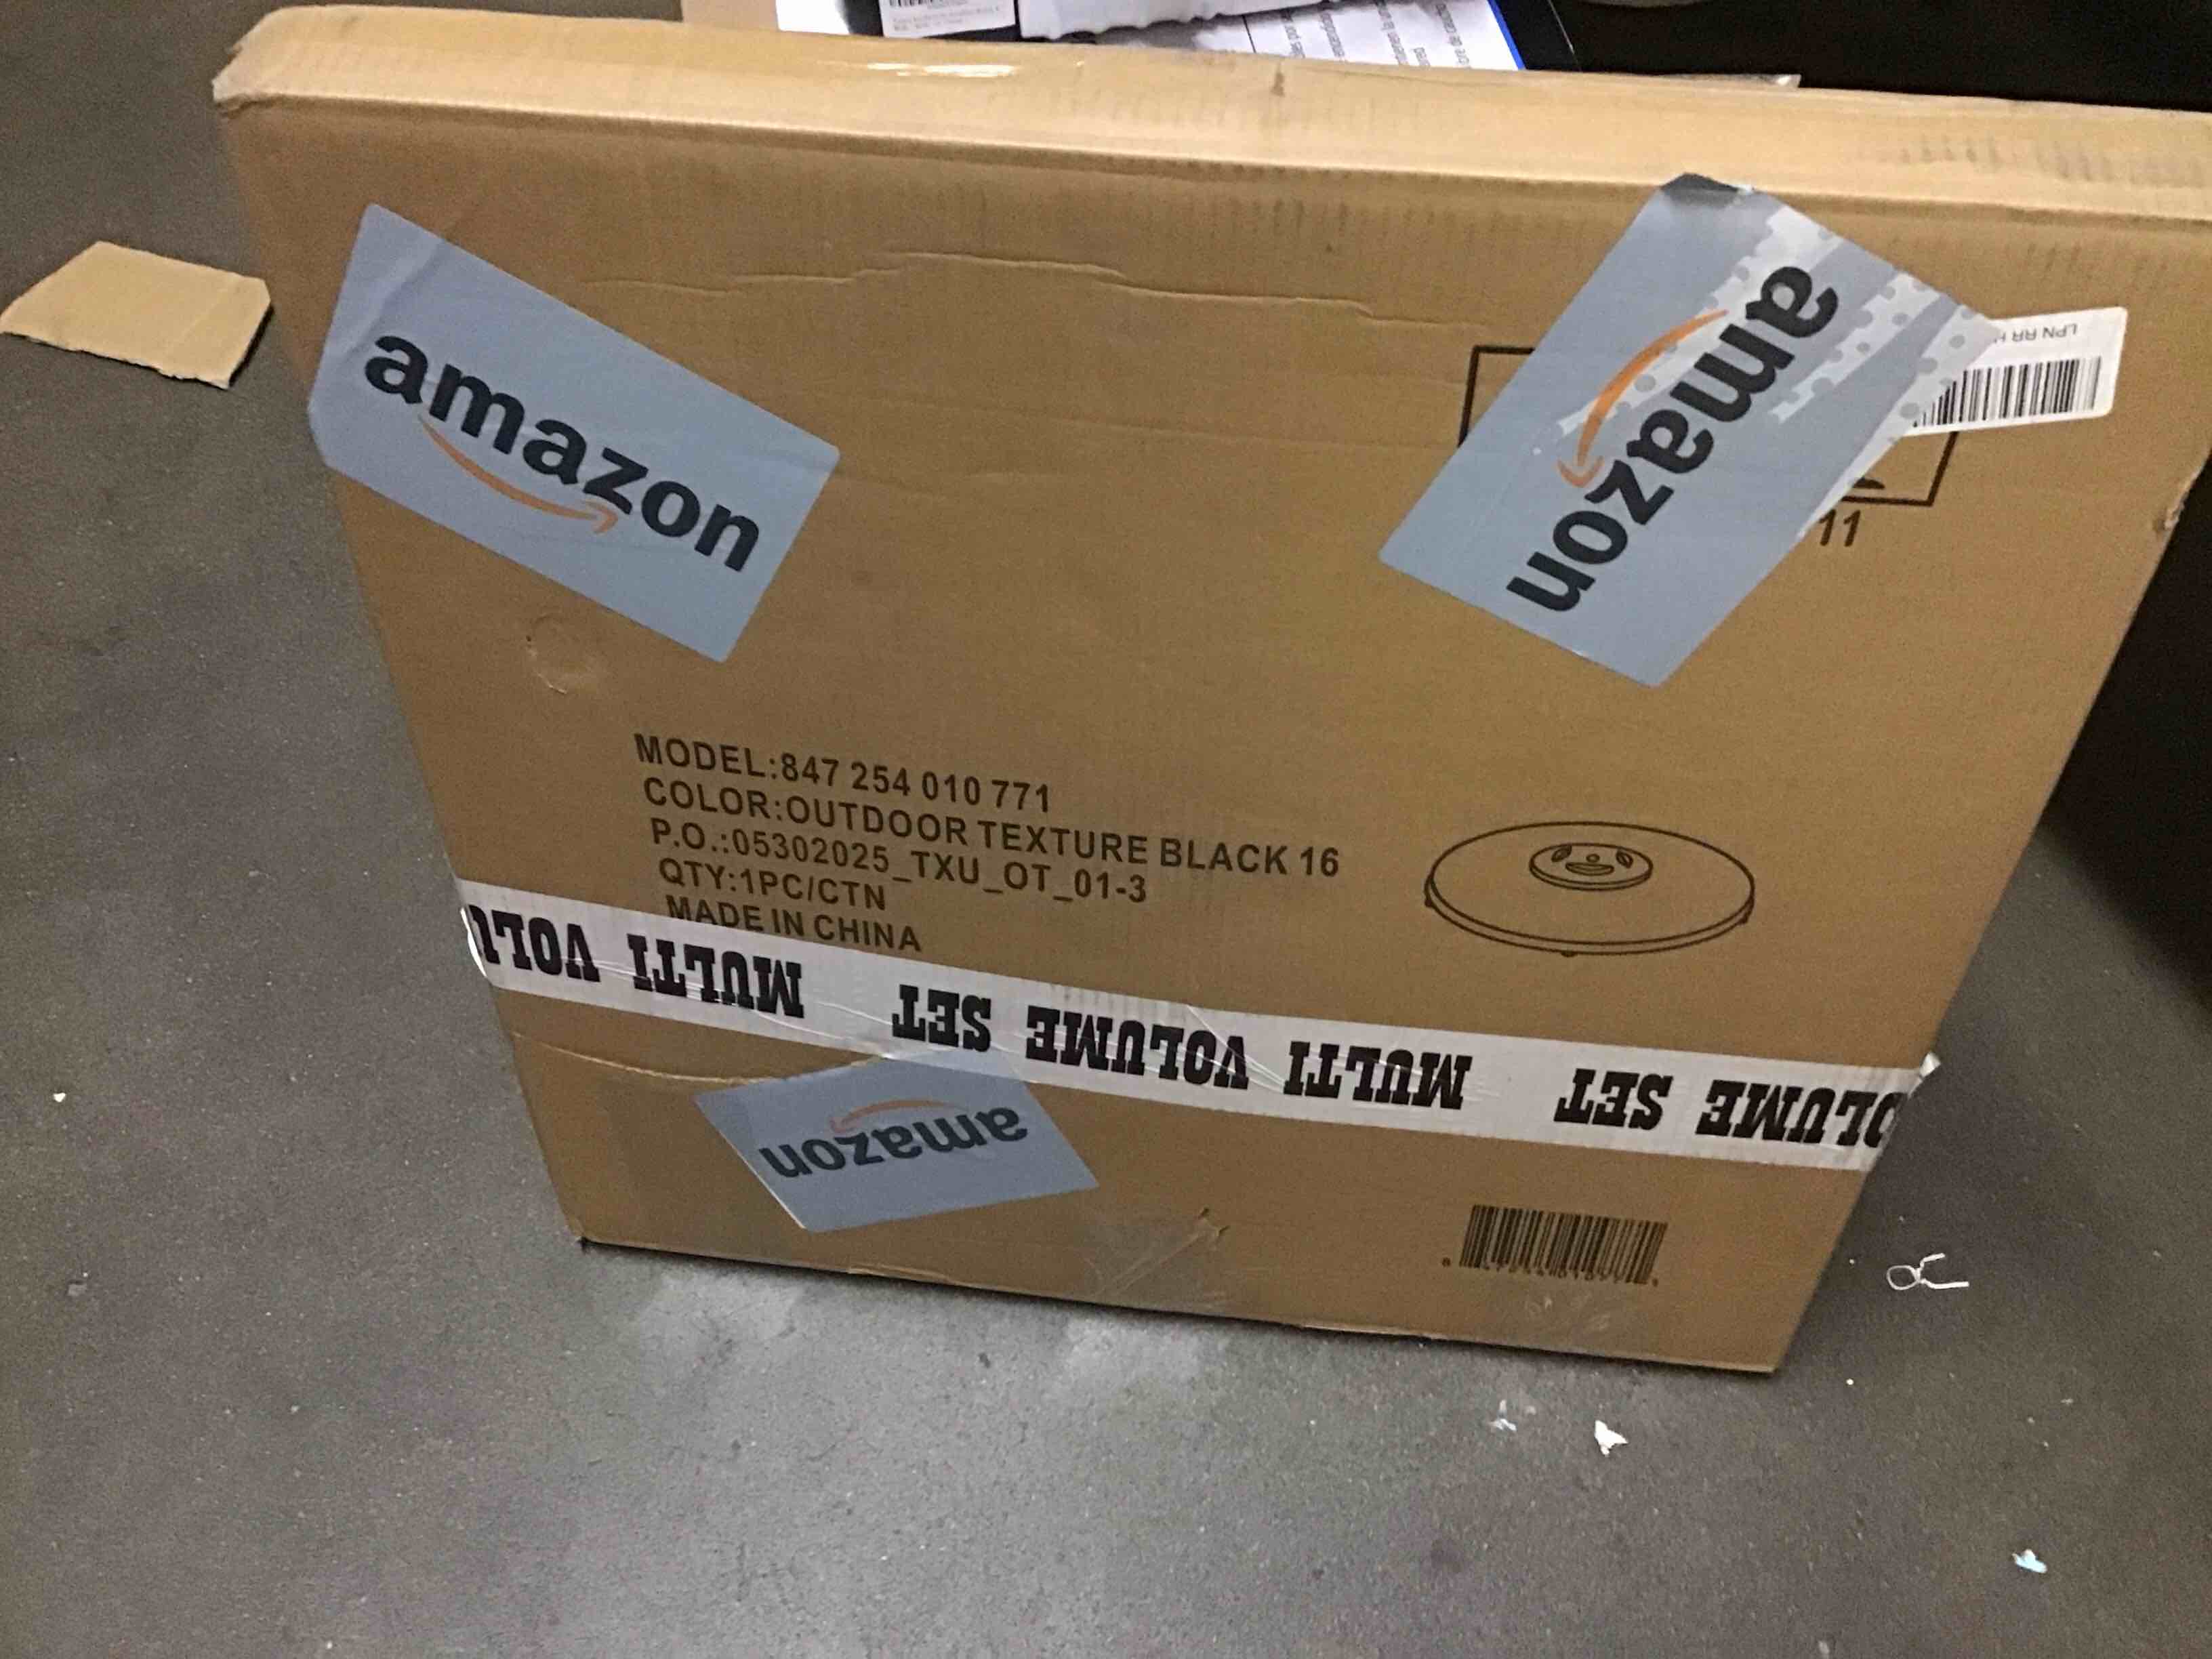 amazon
amazon
LPN RR H
11
MODEL:847 254 010 771
COLOR:OUTDOOR TEXTURE BLACK 16
P.O.:05302025_TXU_OT_01-3
QTY:1PC/CTN
MADE IN CHINA
MULTI VOLUME SET MULTI VOLU
OLUME SET
amazon